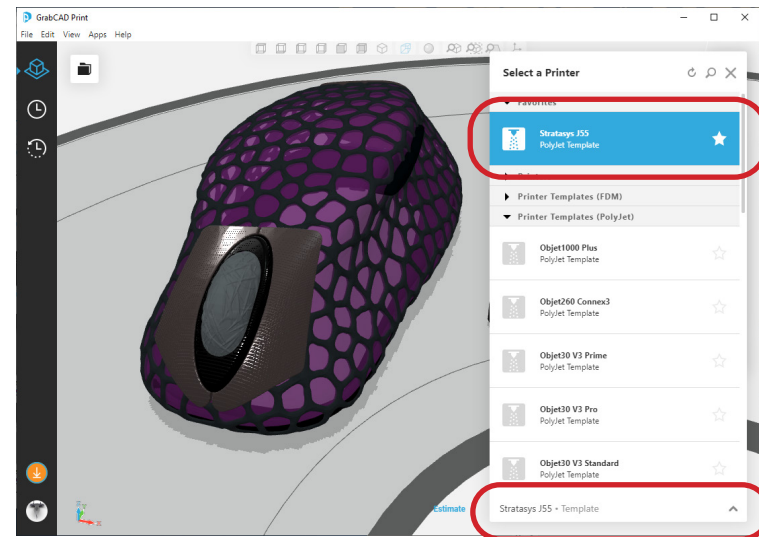 GrabCAD Print
File Edit View Apps Help
Select a Printer
Favorites
Stratasys J55
PolyJet Template
Printer Templates (FDM)
Printer Templates (PolyJet)
Objet1000 Plus
PolyJet Template
Objet260 Connex3
PolyJet Template
Objet30 V3 Prime
PolyJet Template
Objet30 V3 Pro
PolyJet Template
Objet30 V3 Standard
PolyJet Template
Estimate
Stratasys J55 • Template